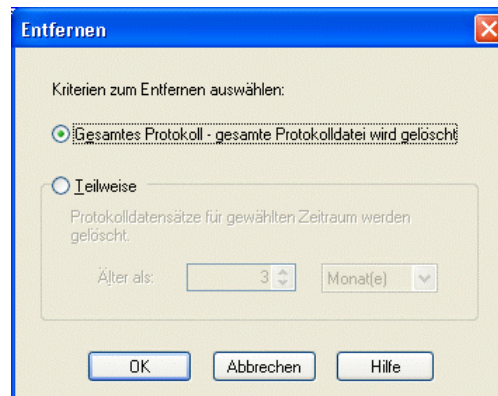 Entfernen
Kriterien zum Entfernen auswählen:
Gesamtes Protokoll - gesamte Protokolldatei wird gelöscht
Teilweise
Protokolldatensätze für gewählten Zeitraum werden
gelöscht.
Älter als: 3 Monat(e)
OK Abbrechen Hilfe